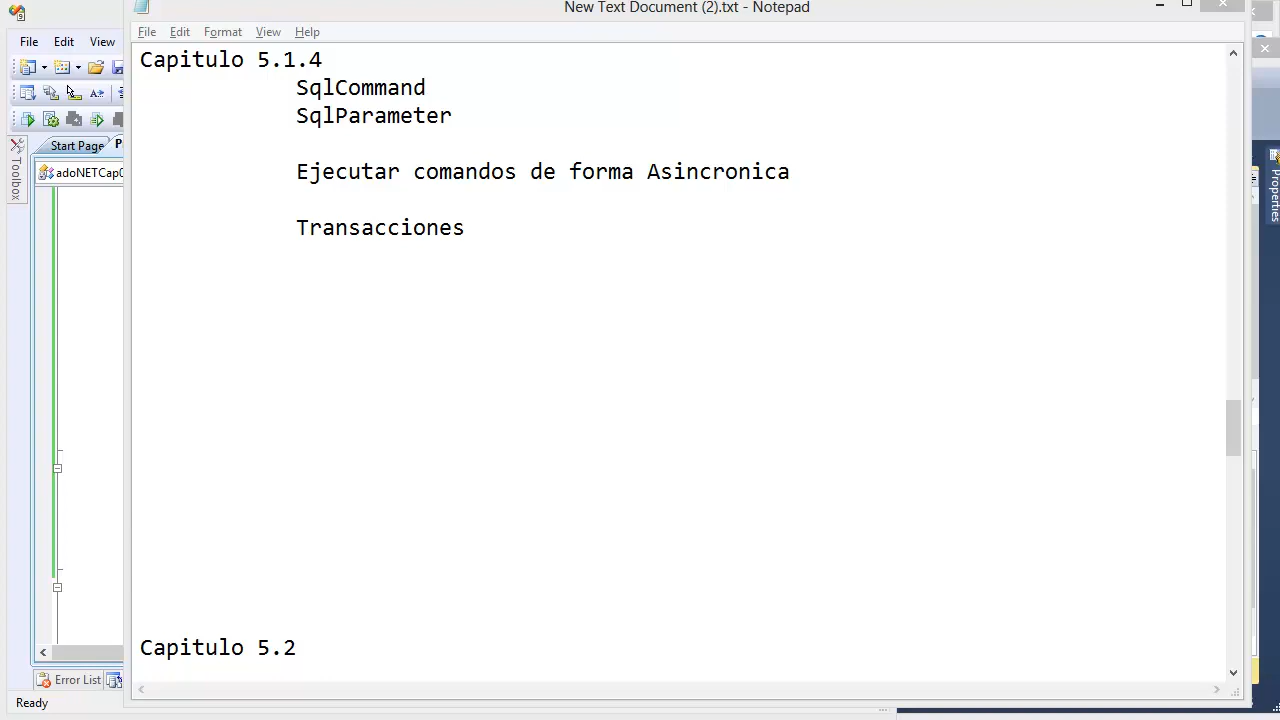 New Text Document (2).txt - Notepad
File Edit View
File Edit Format View Help
Capitulo 5.1.4
SqlCommand
SqlParameter
Ejecutar comandos de forma Asincronica
Transacciones
Capitulo 5.2
Start Page
adoNETCap
Toolbox
Properties
Error List
Ready